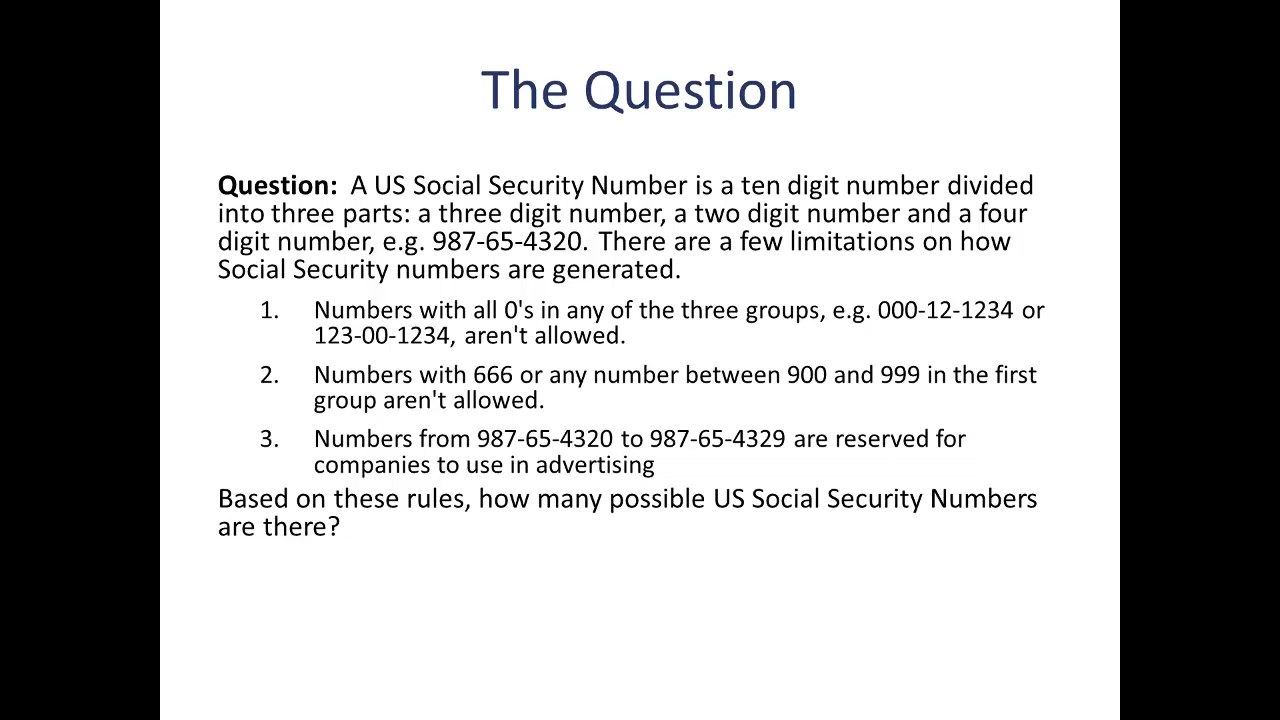 The Question
Question: A US Social Security Number is a ten digit number divided
into three parts: a three digit number, a two digit number and a four
digit number, e.g. 987-65-4320. There are a few limitations on how
Social Security numbers are generated.
1. Numbers with all 0's in any of the three groups, e.g. 000-12-1234 or
123-00-1234, aren't allowed.
2. Numbers with 666 or any number between 900 and 999 in the first
group aren't allowed.
3. Numbers from 987-65-4320 to 987-65-4329 are reserved for
companies to use in advertising
Based on these rules, how many possible US Social Security Numbers
are there?